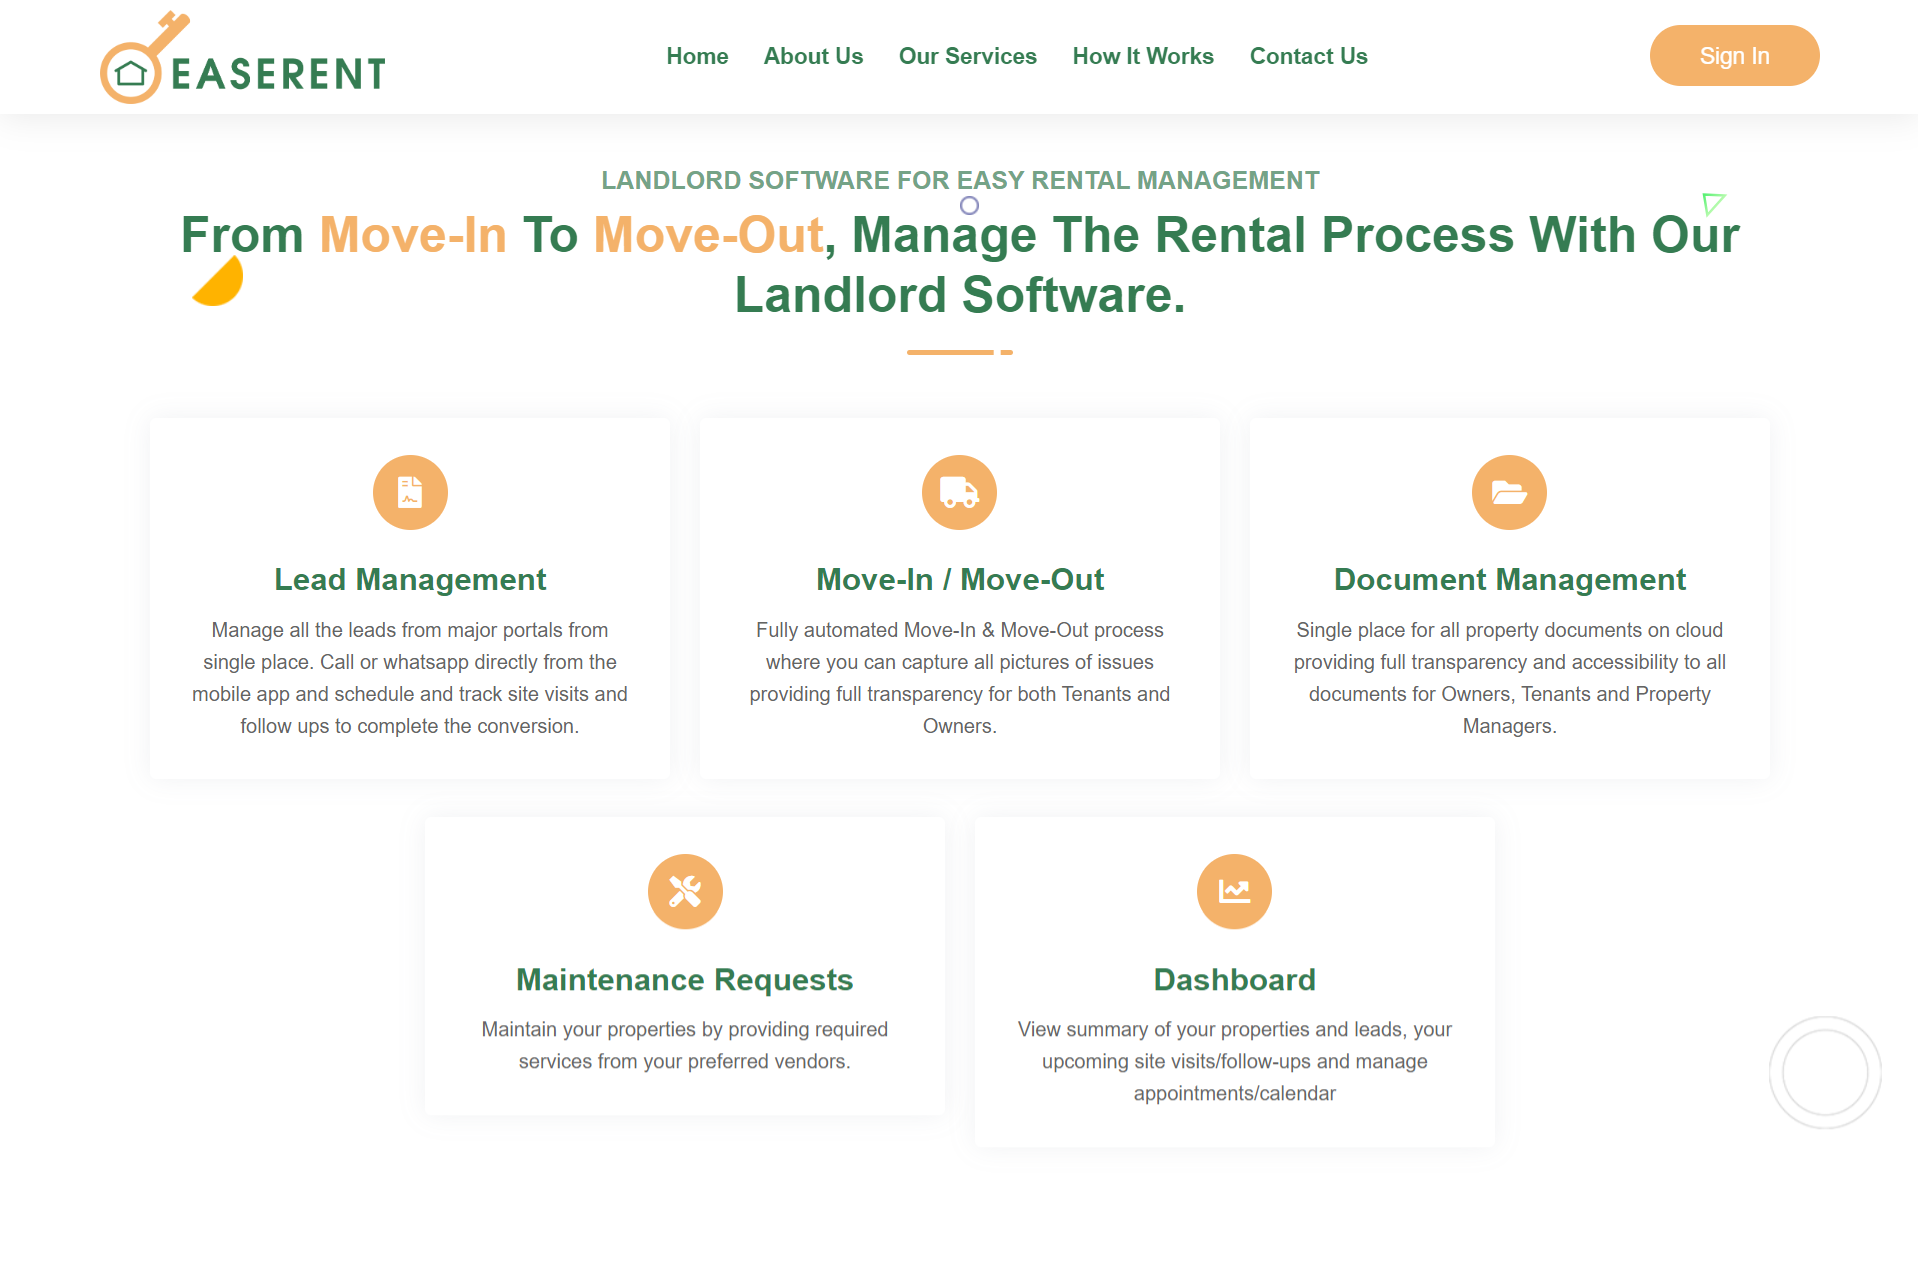 EASERENT
Home
About Us
Our Services
How It Works
Contact Us
Sign In
LANDLORD SOFTWARE FOR EASY RENTAL MANAGEMENT
From Move-In To Move-Out, Manage The Rental Process With Our
Landlord Software.
Lead Management
Manage all the leads from major portals from
single place. Call or whatsapp directly from the
mobile app and schedule and track site visits and
follow ups to complete the conversion.
Move-In / Move-Out
Fully automated Move-In & Move-Out process
where you can capture all pictures of issues
providing full transparency for both Tenants and
Owners.
Document Management
Single place for all property documents on cloud
providing full transparency and accessibility to all
documents for Owners, Tenants and Property
Managers.
Maintenance Requests
Maintain your properties by providing required
services from your preferred vendors.
Dashboard
View summary of your properties and leads, your
upcoming site visits/follow-ups and manage
appointments/calendar